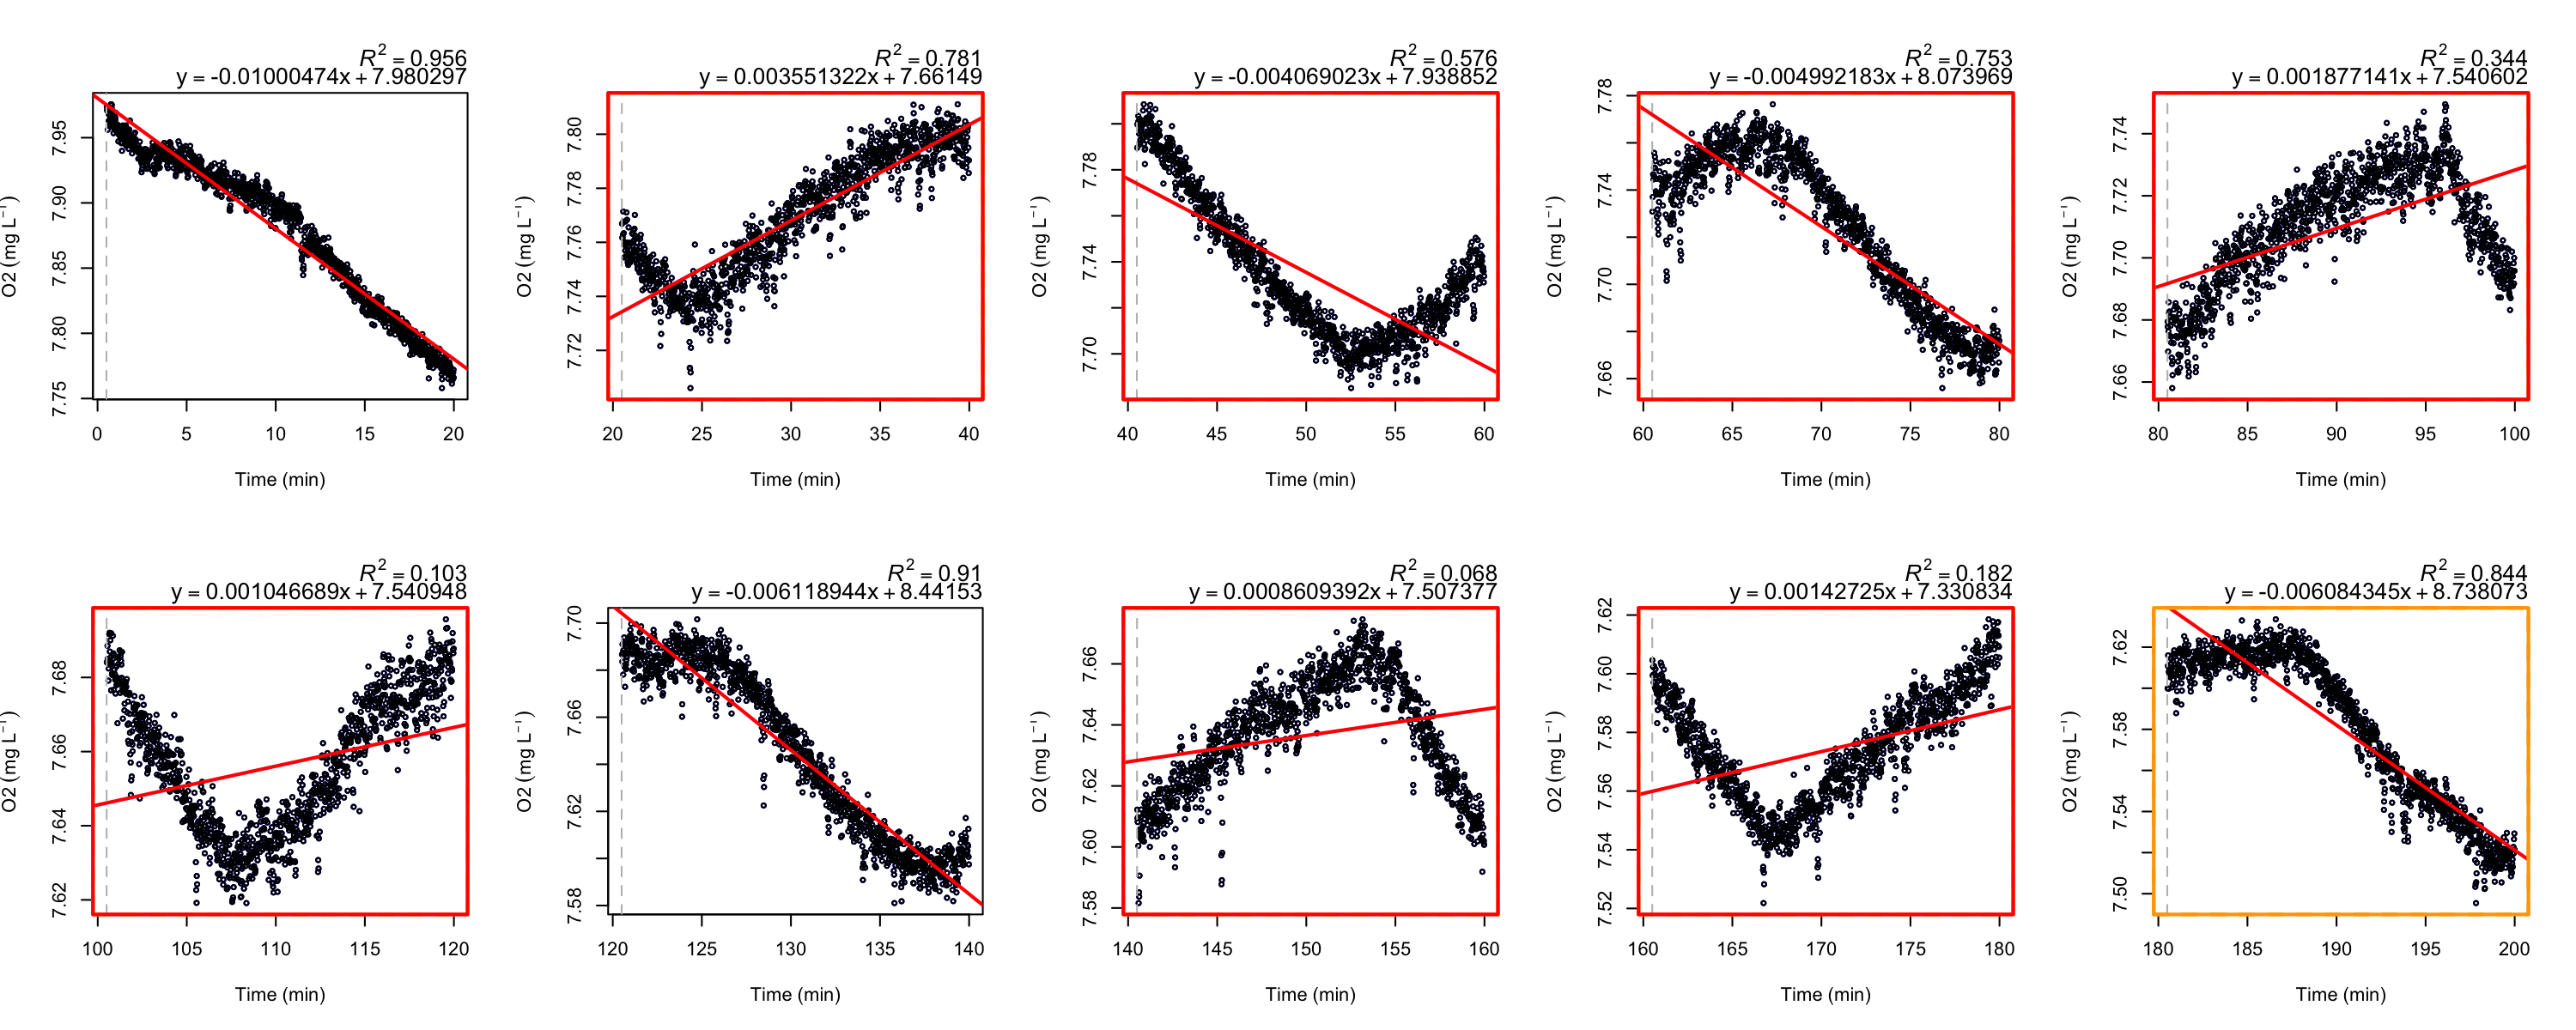 R² = 0.956
y = -0.01000474x + 7.980297
7.75 7.80 7.85 7.90 7.95
O2 (mg L⁻¹)
0 5 10 15 20
Time (min)
R² = 0.781
y = 0.003551322x + 7.66149
7.72 7.74 7.76 7.78 7.80
O2 (mg L⁻¹)
20 25 30 35 40
Time (min)
R² = 0.576
y = -0.004069023x + 7.938852
7.70 7.74 7.78
O2 (mg L⁻¹)
40 45 50 55 60
Time (min)
R² = 0.753
y = -0.004992183x + 8.073969
7.66 7.70 7.74 7.78
O2 (mg L⁻¹)
60 65 70 75 80
Time (min)
R² = 0.344
y = 0.001877141x + 7.540602
7.66 7.68 7.70 7.72 7.74
O2 (mg L⁻¹)
80 85 90 95 100
Time (min)
R² = 0.103
y = 0.001046689x + 7.540948
7.62 7.64 7.66 7.68
O2 (mg L⁻¹)
100 105 110 115 120
Time (min)
R² = 0.91
y = -0.006118944x + 8.44153
7.58 7.62 7.66 7.70
O2 (mg L⁻¹)
120 125 130 135 140
Time (min)
R² = 0.068
y = 0.0008609392x + 7.507377
7.58 7.60 7.62 7.64 7.66
O2 (mg L⁻¹)
140 145 150 155 160
Time (min)
R² = 0.182
y = 0.00142725x + 7.330834
7.52 7.54 7.56 7.58 7.60 7.62
O2 (mg L⁻¹)
160 165 170 175 180
Time (min)
R² = 0.844
y = -0.006084345x + 8.738073
7.50 7.54 7.58 7.62
O2 (mg L⁻¹)
180 185 190 195 200
Time (min)